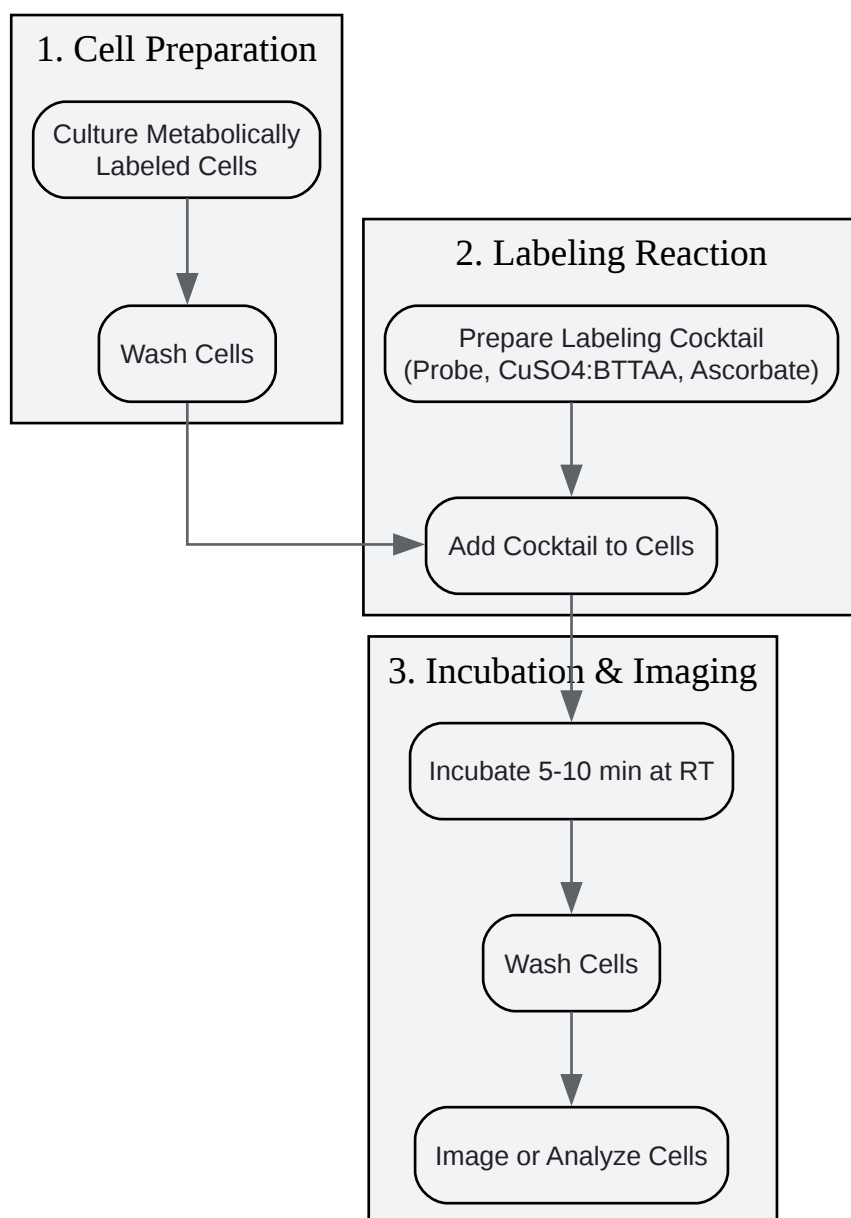 1. Cell Preparation
Culture Metabolically
Labeled Cells
Wash Cells
2. Labeling Reaction
Prepare Labeling Cocktail
(Probe, CuSO4:BTTAA, Ascorbate)
Add Cocktail to Cells
3. Incubation & Imaging
Incubate 5-10 min at RT
Wash Cells
Image or Analyze Cells